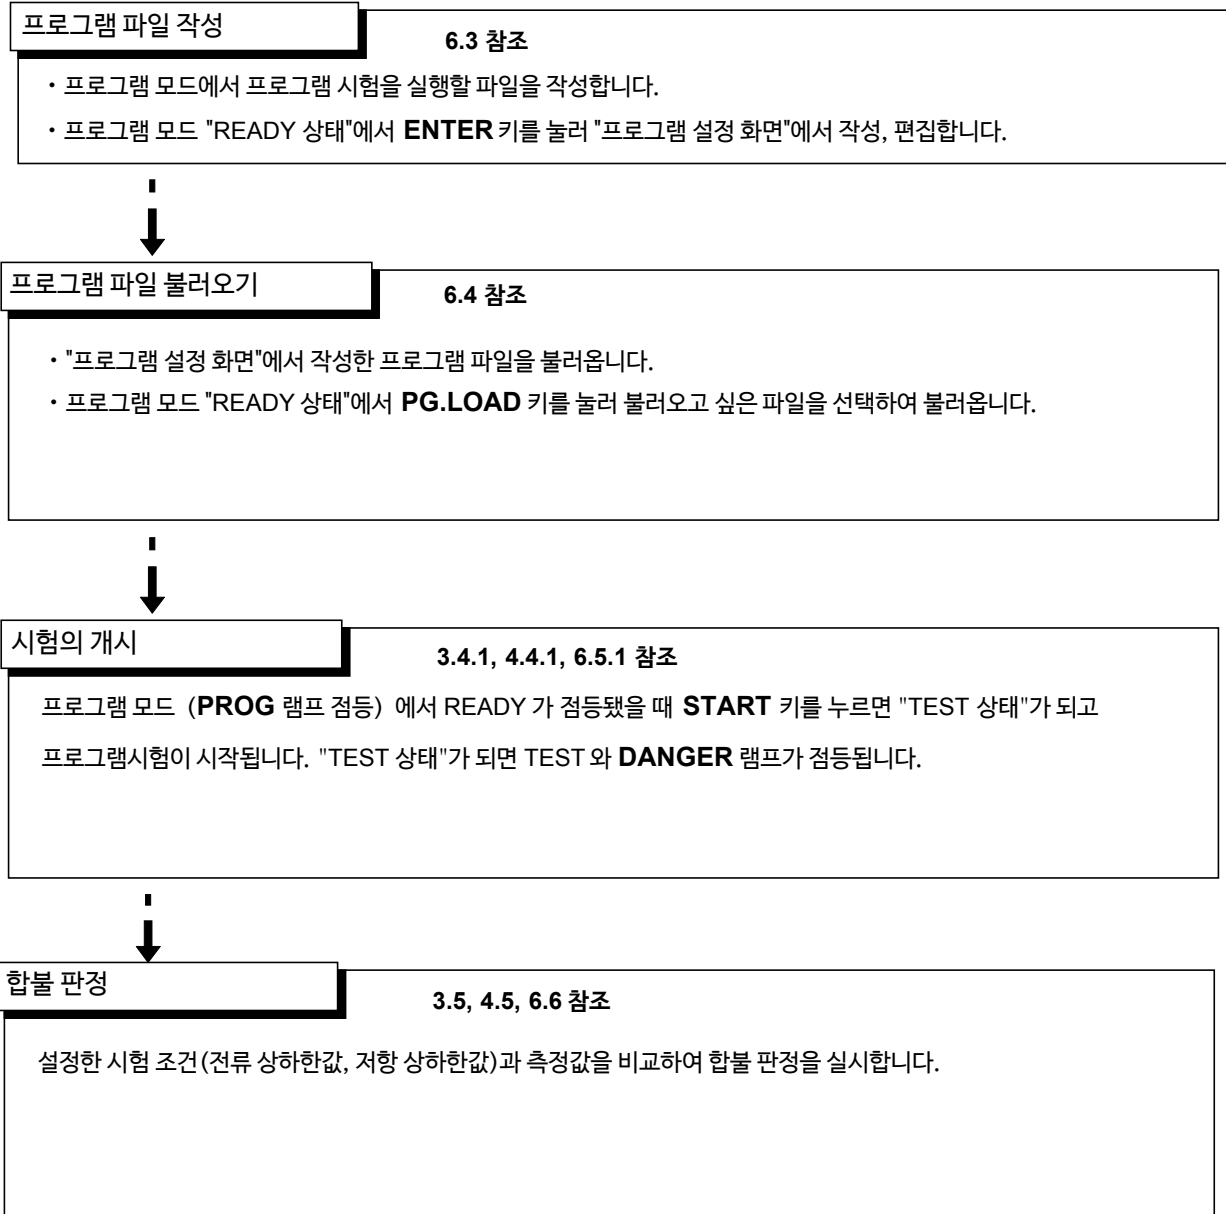 프로그램 파일 작성
6.3 참조
・프로그램 모드에서 프로그램 시험을 실행할 파일을 작성합니다.
・프로그램 모드 "READY 상태"에서 ENTER 키를 눌러 "프로그램 설정 화면"에서 작성, 편집합니다.
프로그램 파일 불러오기
6.4 참조
・"프로그램 설정 화면"에서 작성한 프로그램 파일을 불러옵니다.
・프로그램 모드 "READY 상태"에서 PG.LOAD 키를 눌러 불러오고 싶은 파일을 선택하여 불러옵니다.
시험의 개시
3.4.1, 4.4.1, 6.5.1 참조
프로그램 모드 (PROG 램프 점등) 에서 READY 가 점등됐을 때 START 키를 누르면 "TEST 상태"가 되고
프로그램시험이 시작됩니다. "TEST 상태"가 되면 TEST 와 DANGER 램프가 점등됩니다.
합불 판정
3.5, 4.5, 6.6 참조
설정한 시험 조건(전류 상하한값, 저항 상하한값)과 측정값을 비교하여 합불 판정을 실시합니다.